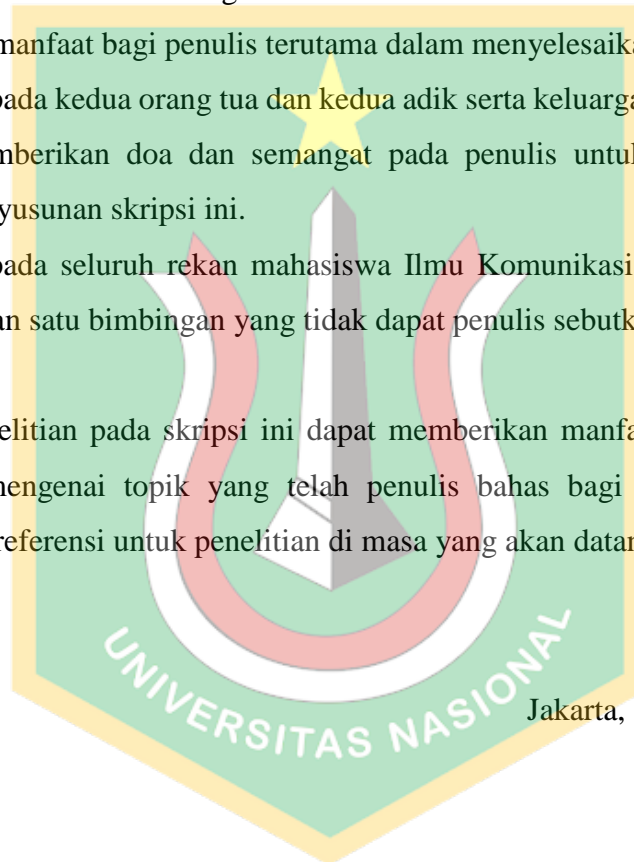 manfaat bagi penulis terutama dalam menyelesaika
pada kedua orang tua dan kedua adik serta keluarga
mberikan doa dan semangat pada penulis untul
yusunan skripsi ini.
pada seluruh rekan mahasiswa Ilmu Komunikasi
an satu bimbingan yang tidak dapat penulis sebutk
elitian pada skripsi ini dapat memberikan manfa
mengenai topik yang telah penulis bahas bagi
referensi untuk penelitian di masa yang akan datan
Jakarta,
UNIVERSITAS NASIONAL